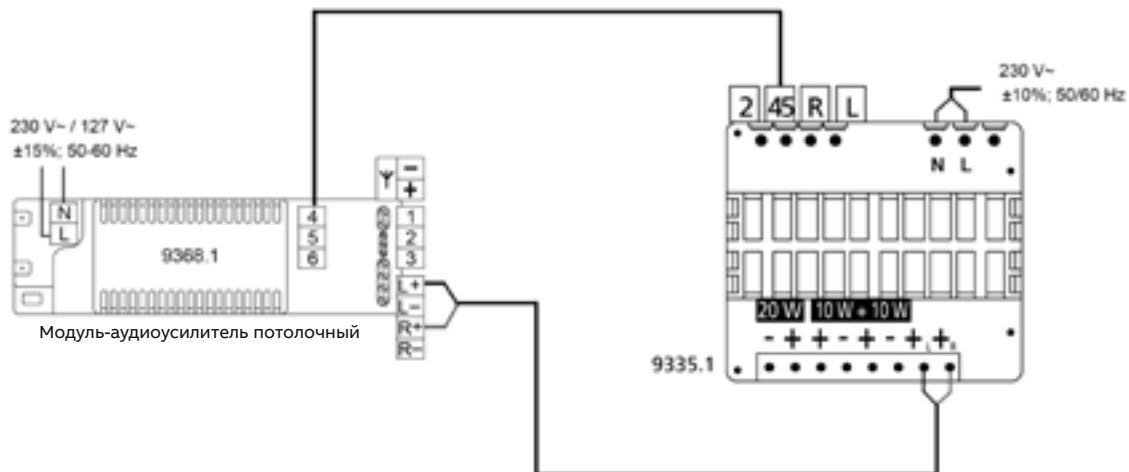 230 V~
±10%; 50/60 Hz
2 45 R L
N L
230 V~ / 127 V~
±15%; 50-60 Hz
N
L
9368.1
4
5
6
−
+
1
2
3
L+
L−
R+
R−
Модуль-аудиоусилитель потолочный
20 W 10 W + 10 W
- + + - + - + +
L R
9335.1